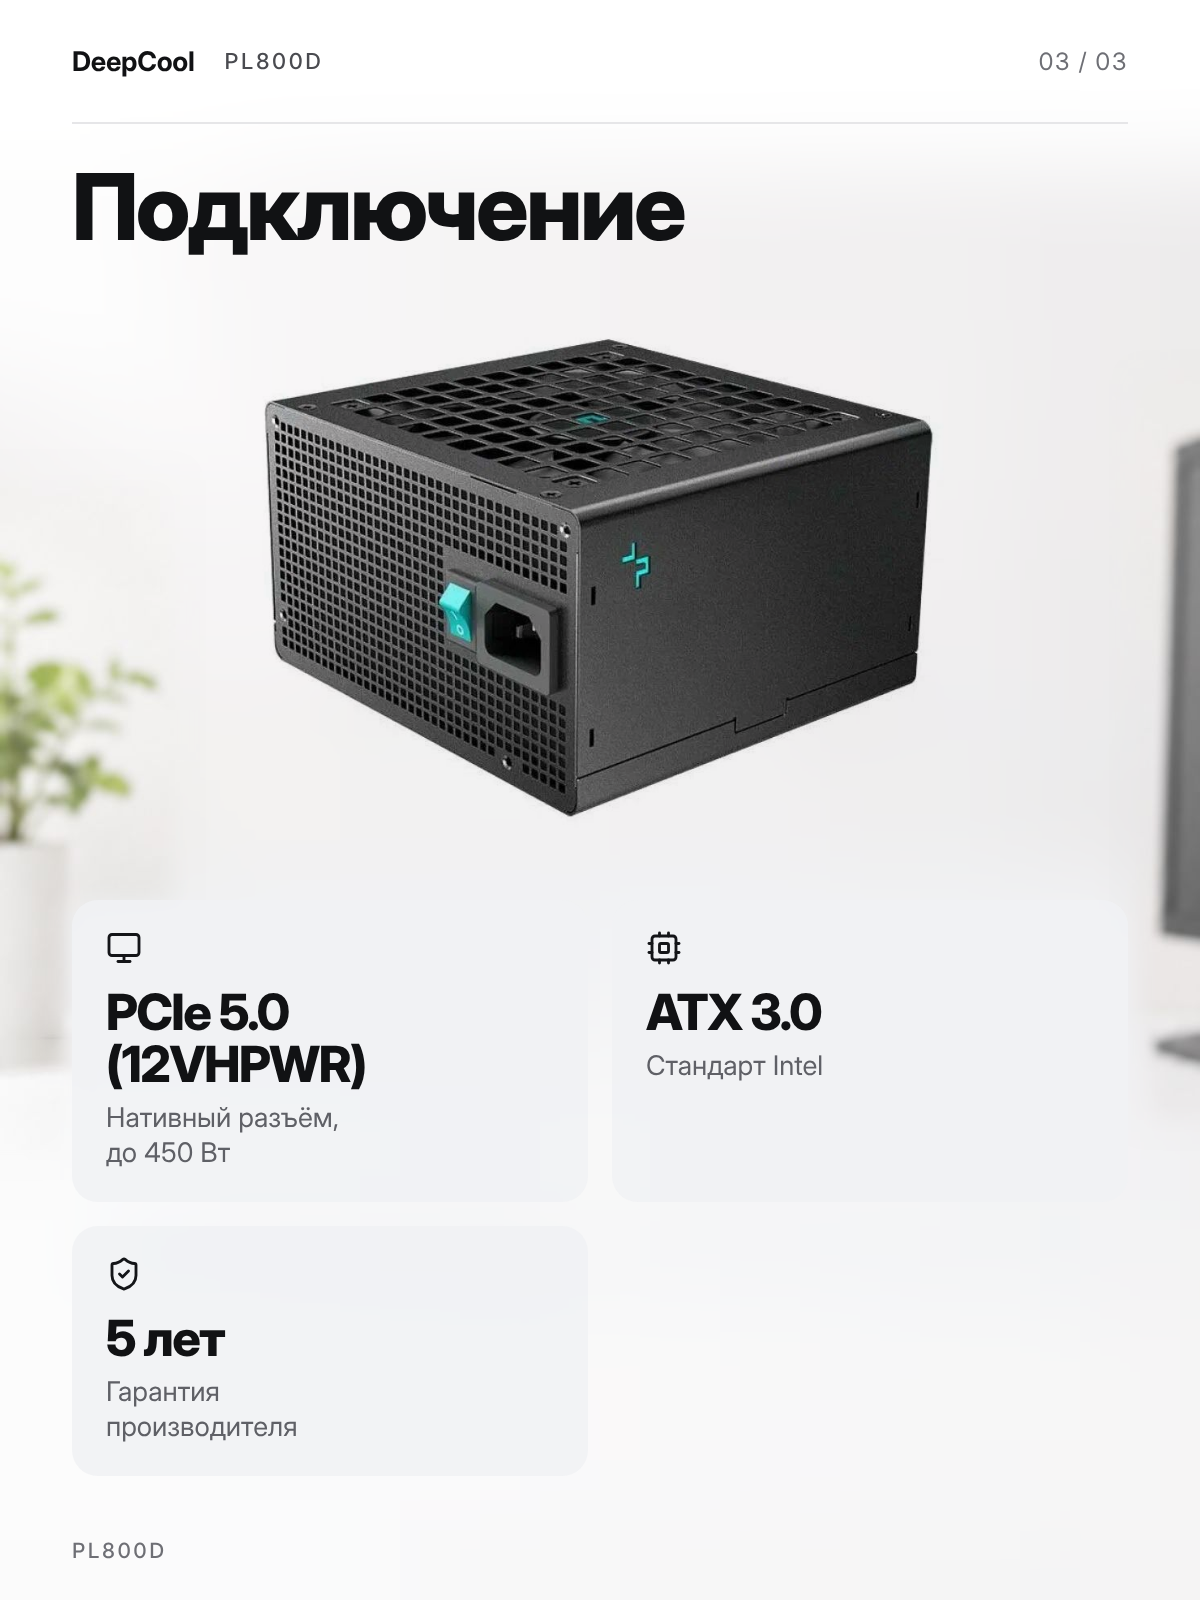 DeepCool PL800D 03 / 03
Подключение
PCIe 5.0
(12VHPWR)
Нативный разъём,
до 450 Вт
ATX 3.0
Стандарт Intel
5 лет
Гарантия
производителя
PL800D